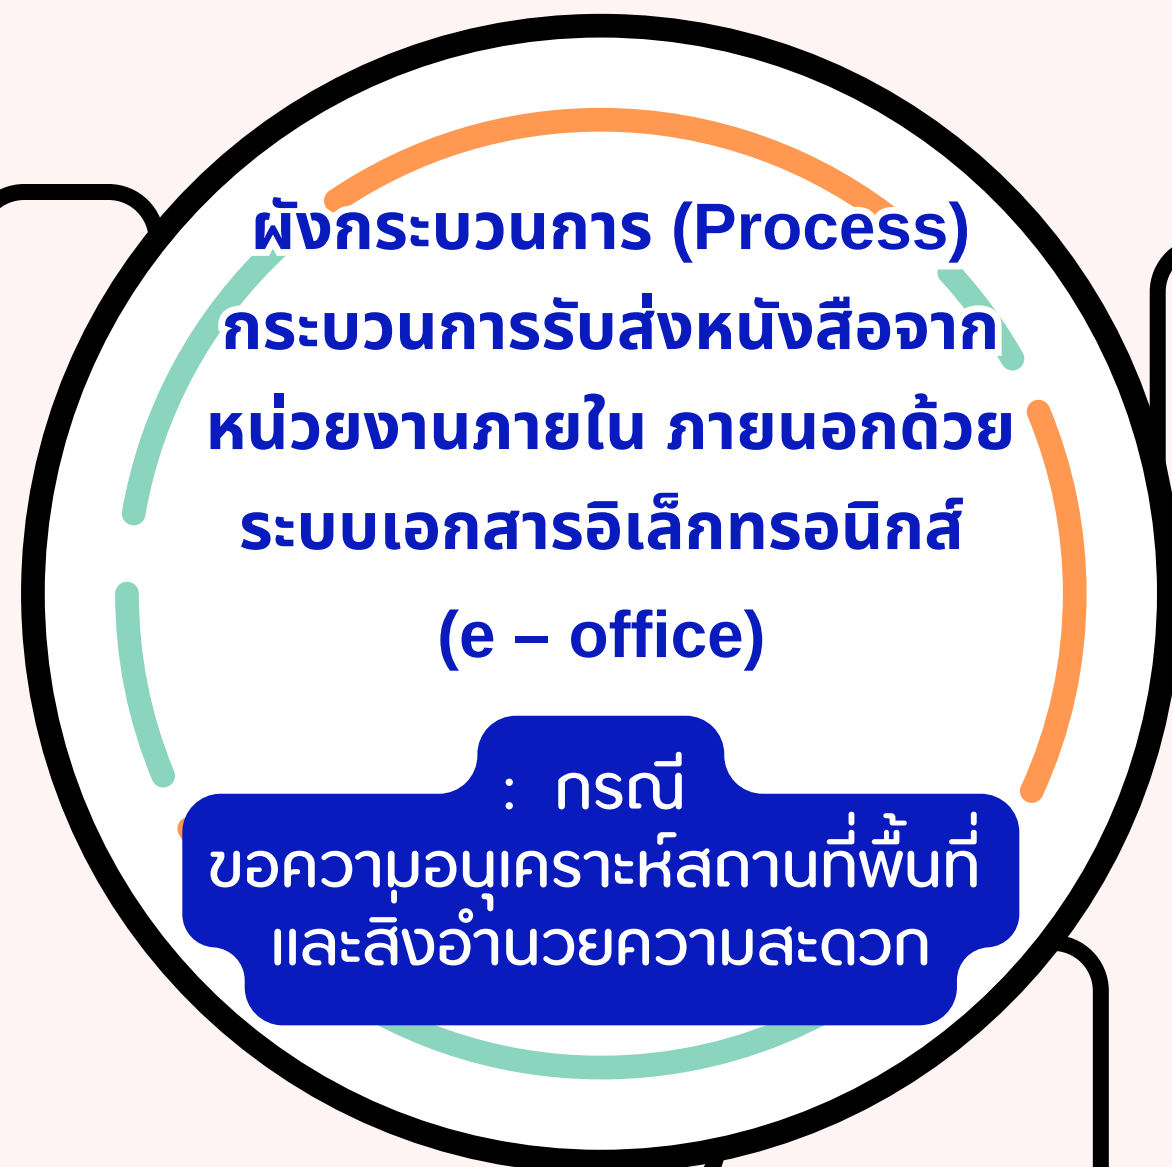 ผังกระบวนการ (Process)
กระบวนการรับส่งหนังสือจาก
หน่วยงานภายใน ภายนอกด้วย
ระบบเอกสารอิเล็กทรอนิกส์
(e – office)
: กรณี
ขอความอนุเคราะห์สถานที่พื้นที่
และสิ่งอำนวยความสะดวก